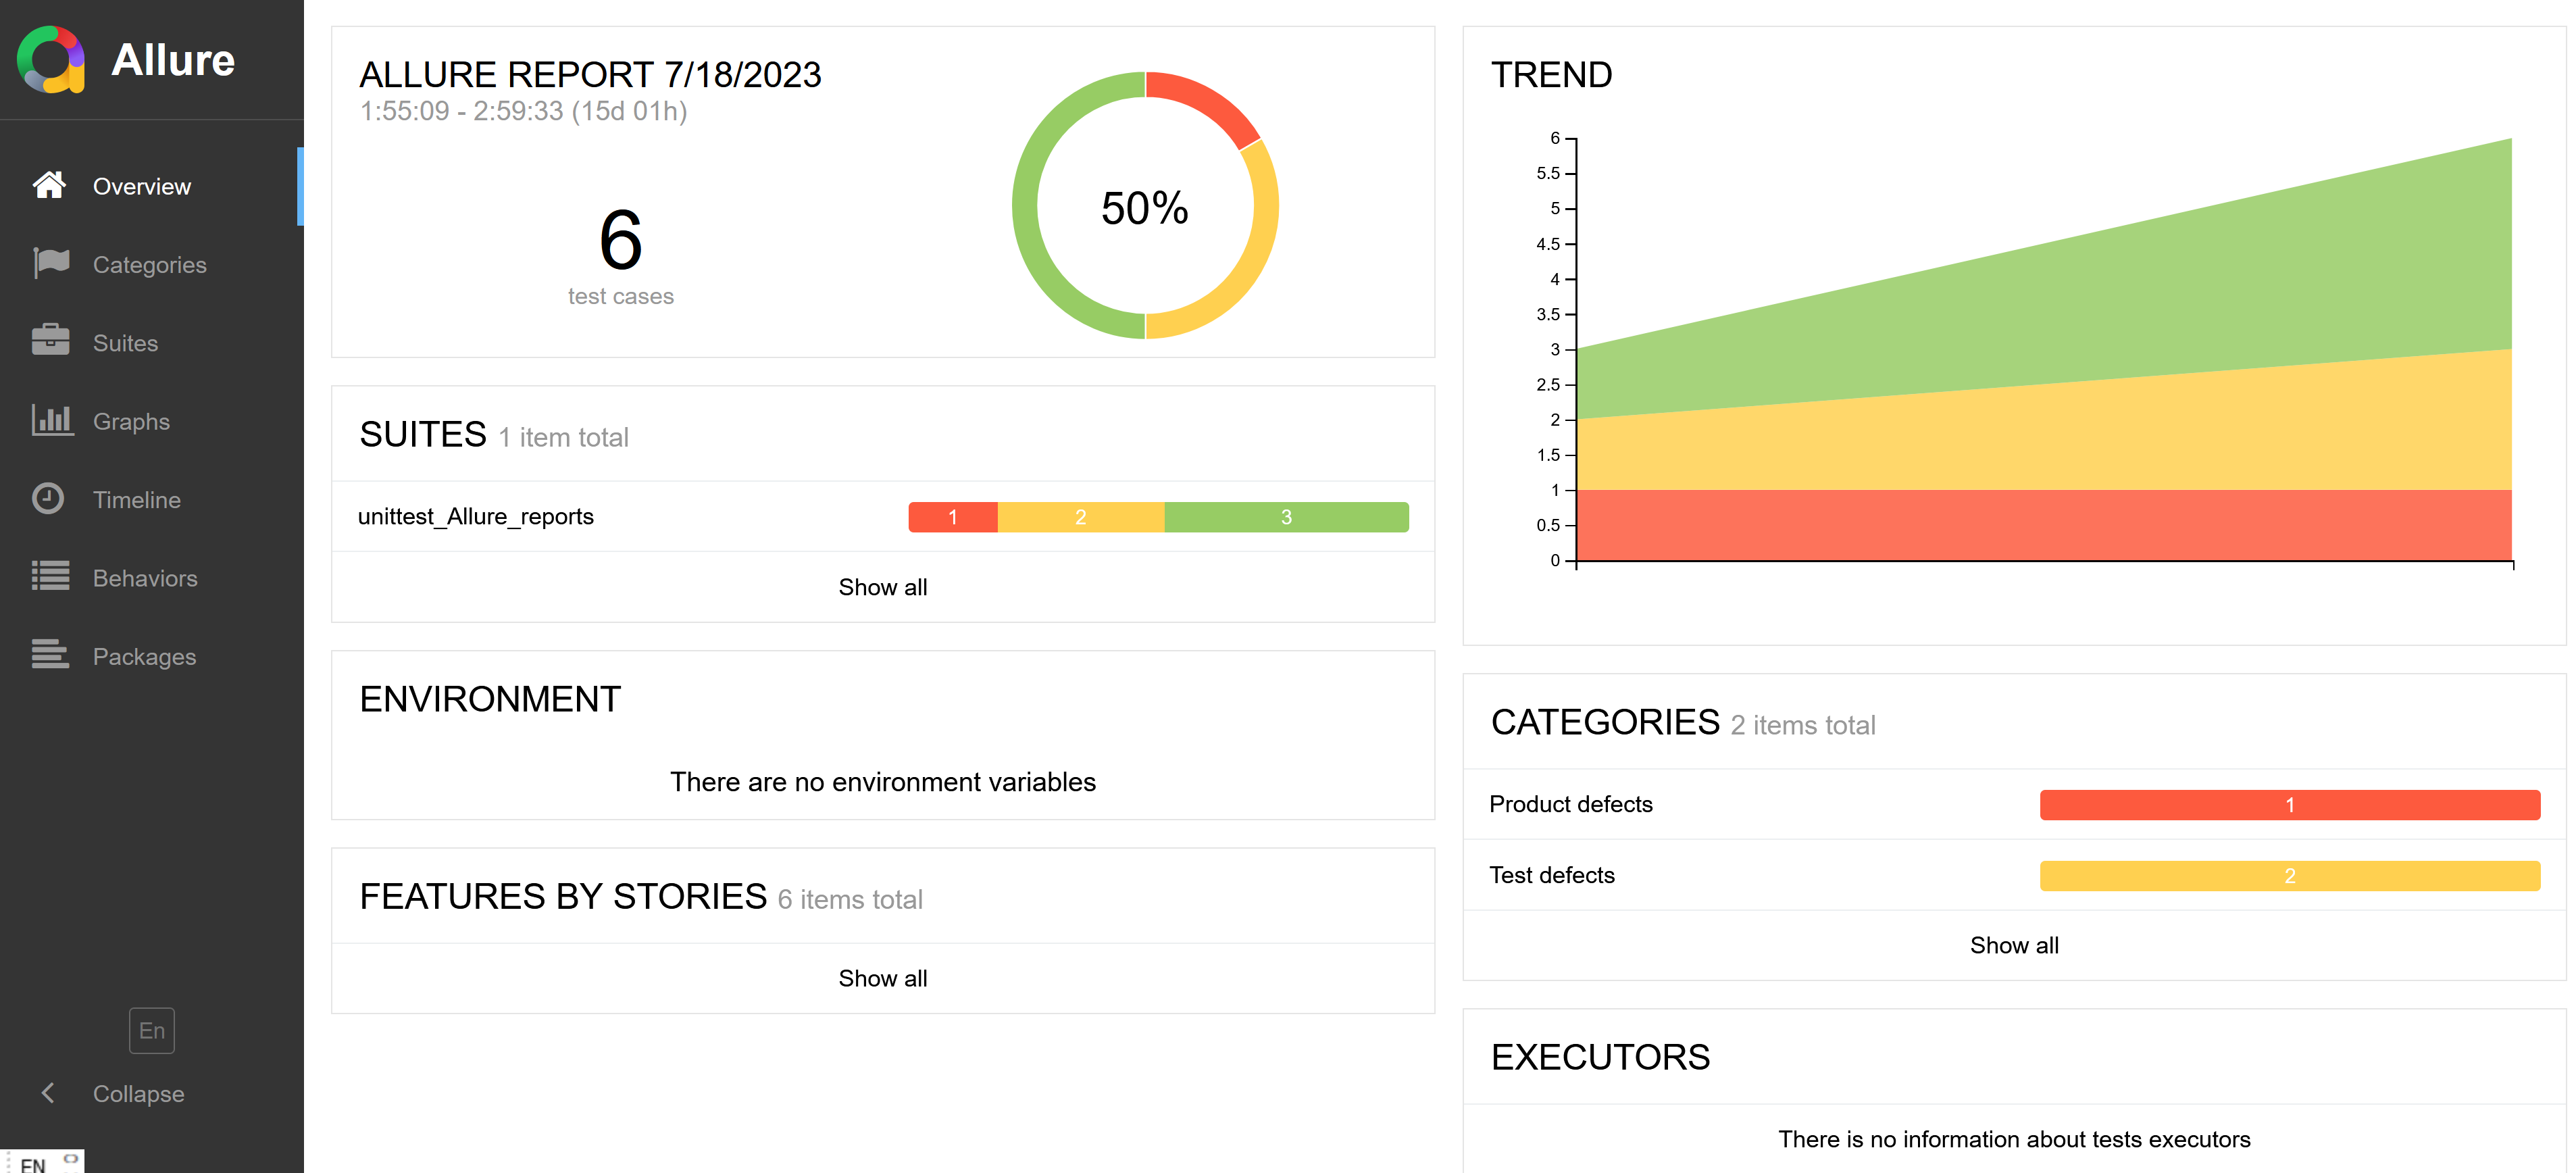 Allure
Overview
Categories
Suites
Graphs
Timeline
Behaviors
Packages
En
Collapse
EN
ALLURE REPORT 7/18/2023
1:55:09 - 2:59:33 (15d 01h)
6
test cases
50%
SUITES 1 item total
unittest_Allure_reports
1 2 3
Show all
ENVIRONMENT
There are no environment variables
FEATURES BY STORIES 6 items total
Show all
TREND
6
5.5
5
4.5
4
3.5
3
2.5
2
1.5
1
0.5
0
CATEGORIES 2 items total
Product defects 1
Test defects 2
Show all
EXECUTORS
There is no information about tests executors